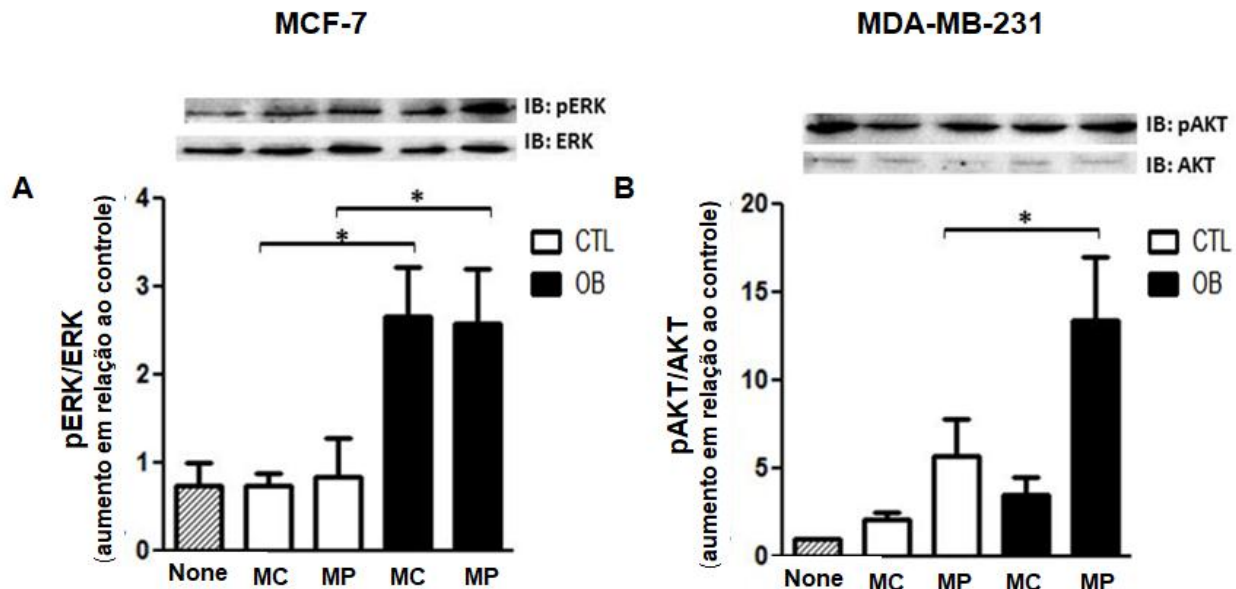 MCF-7
MDA-MB-231
IB: pERK
IB: ERK
IB: pAKT
IB: AKT
A
pERK/ERK
(aumento em relação ao controle)
4
3
2
1
0
*
*
CTL
OB
None MC MP MC MP
B
pAKT/AKT
(aumento em relação ao controle)
20
15
10
5
0
*
CTL
OB
None MC MP MC MP